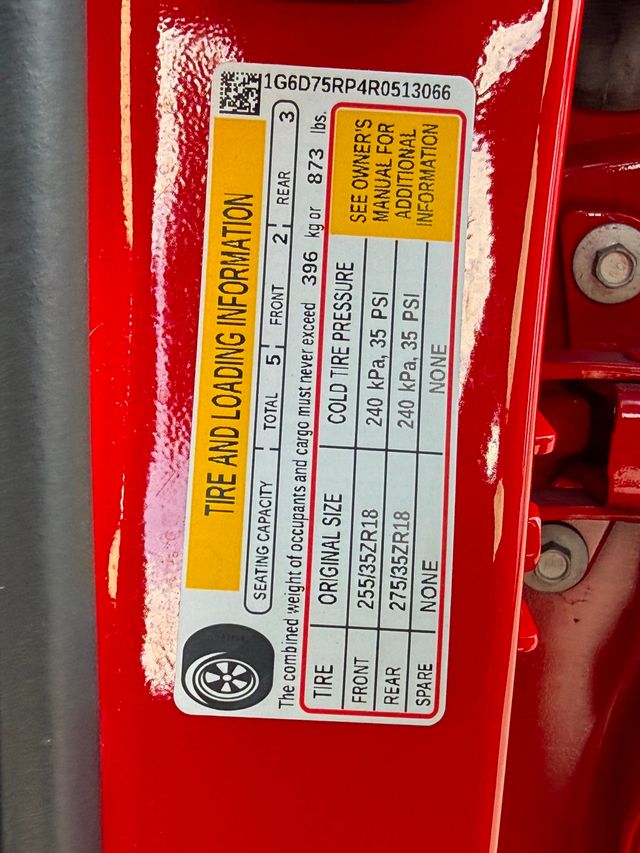 1G6D75RP4R0513066
TIRE AND LOADING INFORMATION
SEATING CAPACITY TOTAL 5 FRONT 2 REAR 3
The combined weight of occupants and cargo must never exceed 396 kg or 873 lbs.
TIRE ORIGINAL SIZE COLD TIRE PRESSURE
FRONT 255/35ZR18 240 kPa, 35 PSI
REAR 275/35ZR18 240 kPa, 35 PSI
SPARE NONE NONE
SEE OWNER'S
MANUAL FOR
ADDITIONAL
INFORMATION